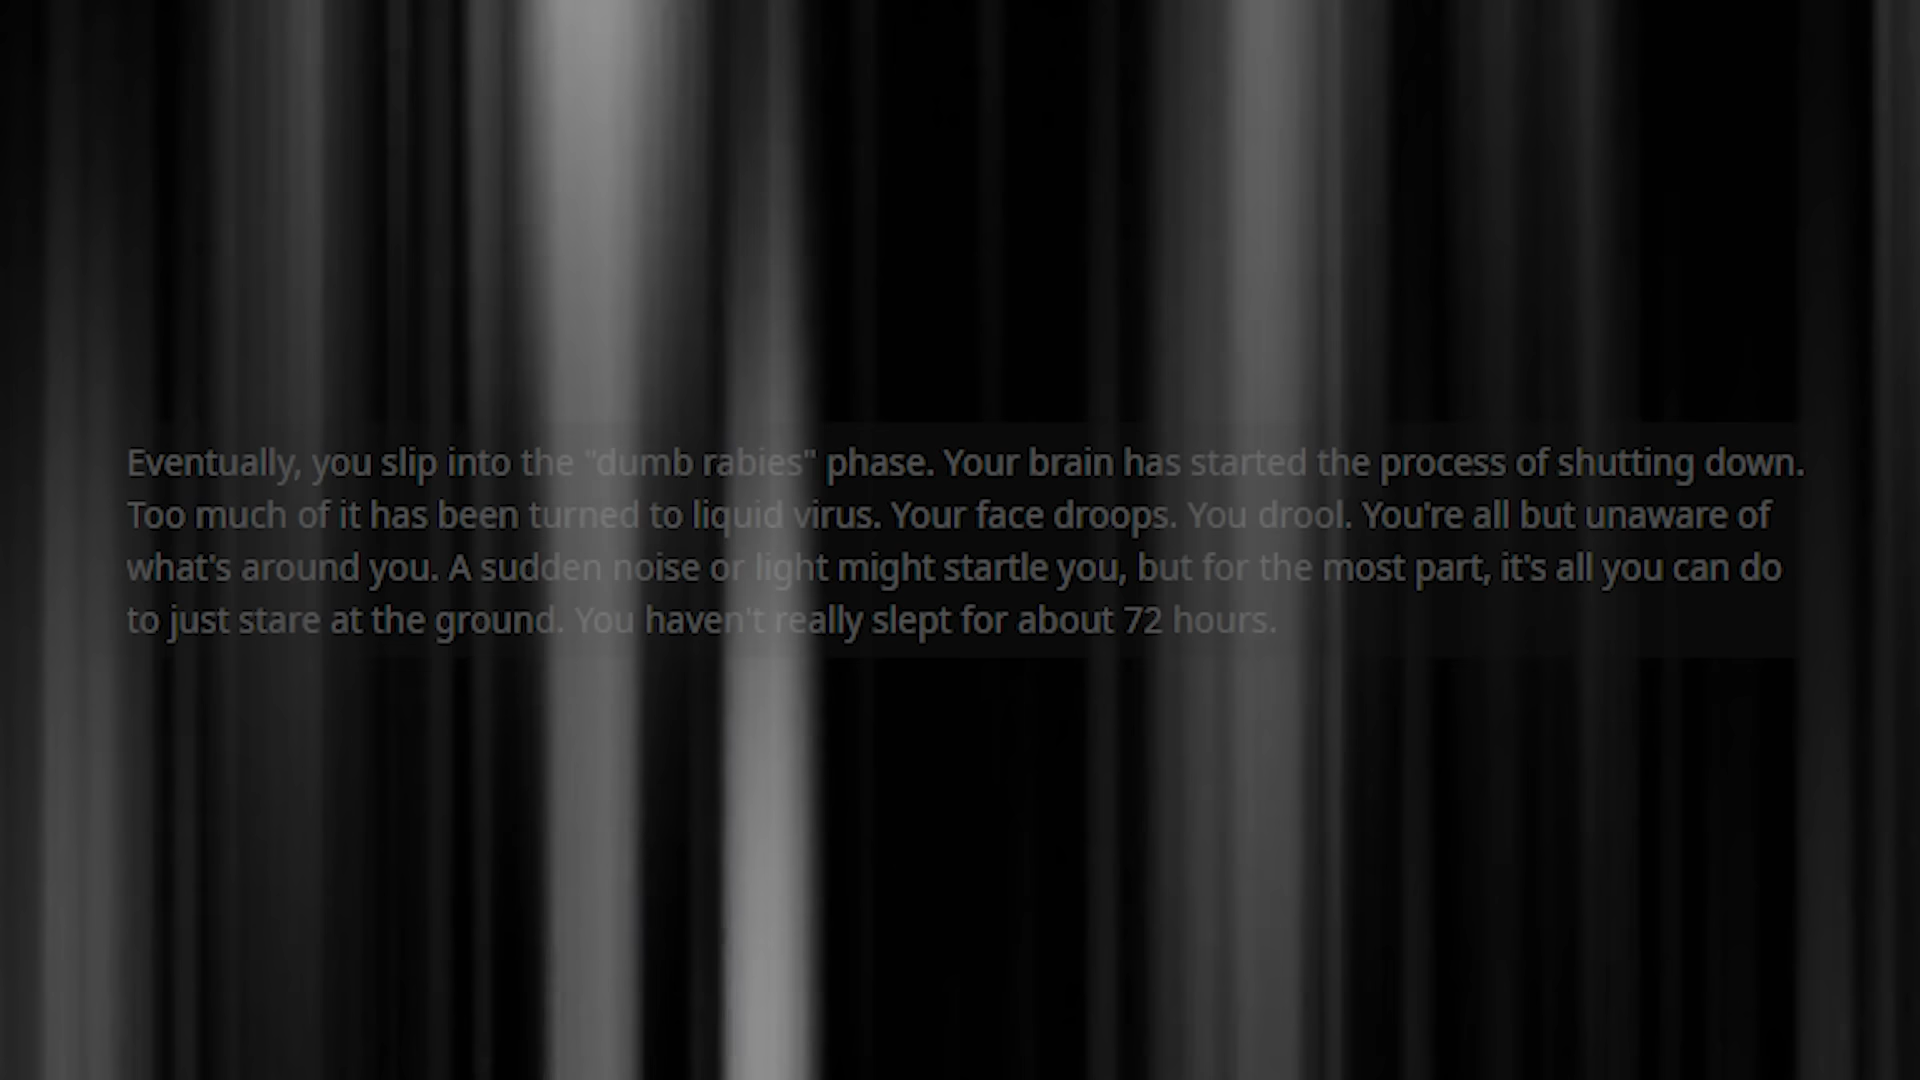 Eventually, you slip into the "dumb rabies" phase. Your brain has started the process of shutting down.
Too much of it has been turned to liquid virus. Your face droops. You drool. You're all but unaware of
what's around you. A sudden noise or light might startle you, but for the most part, it's all you can do
to just stare at the ground. You haven't really slept for about 72 hours.